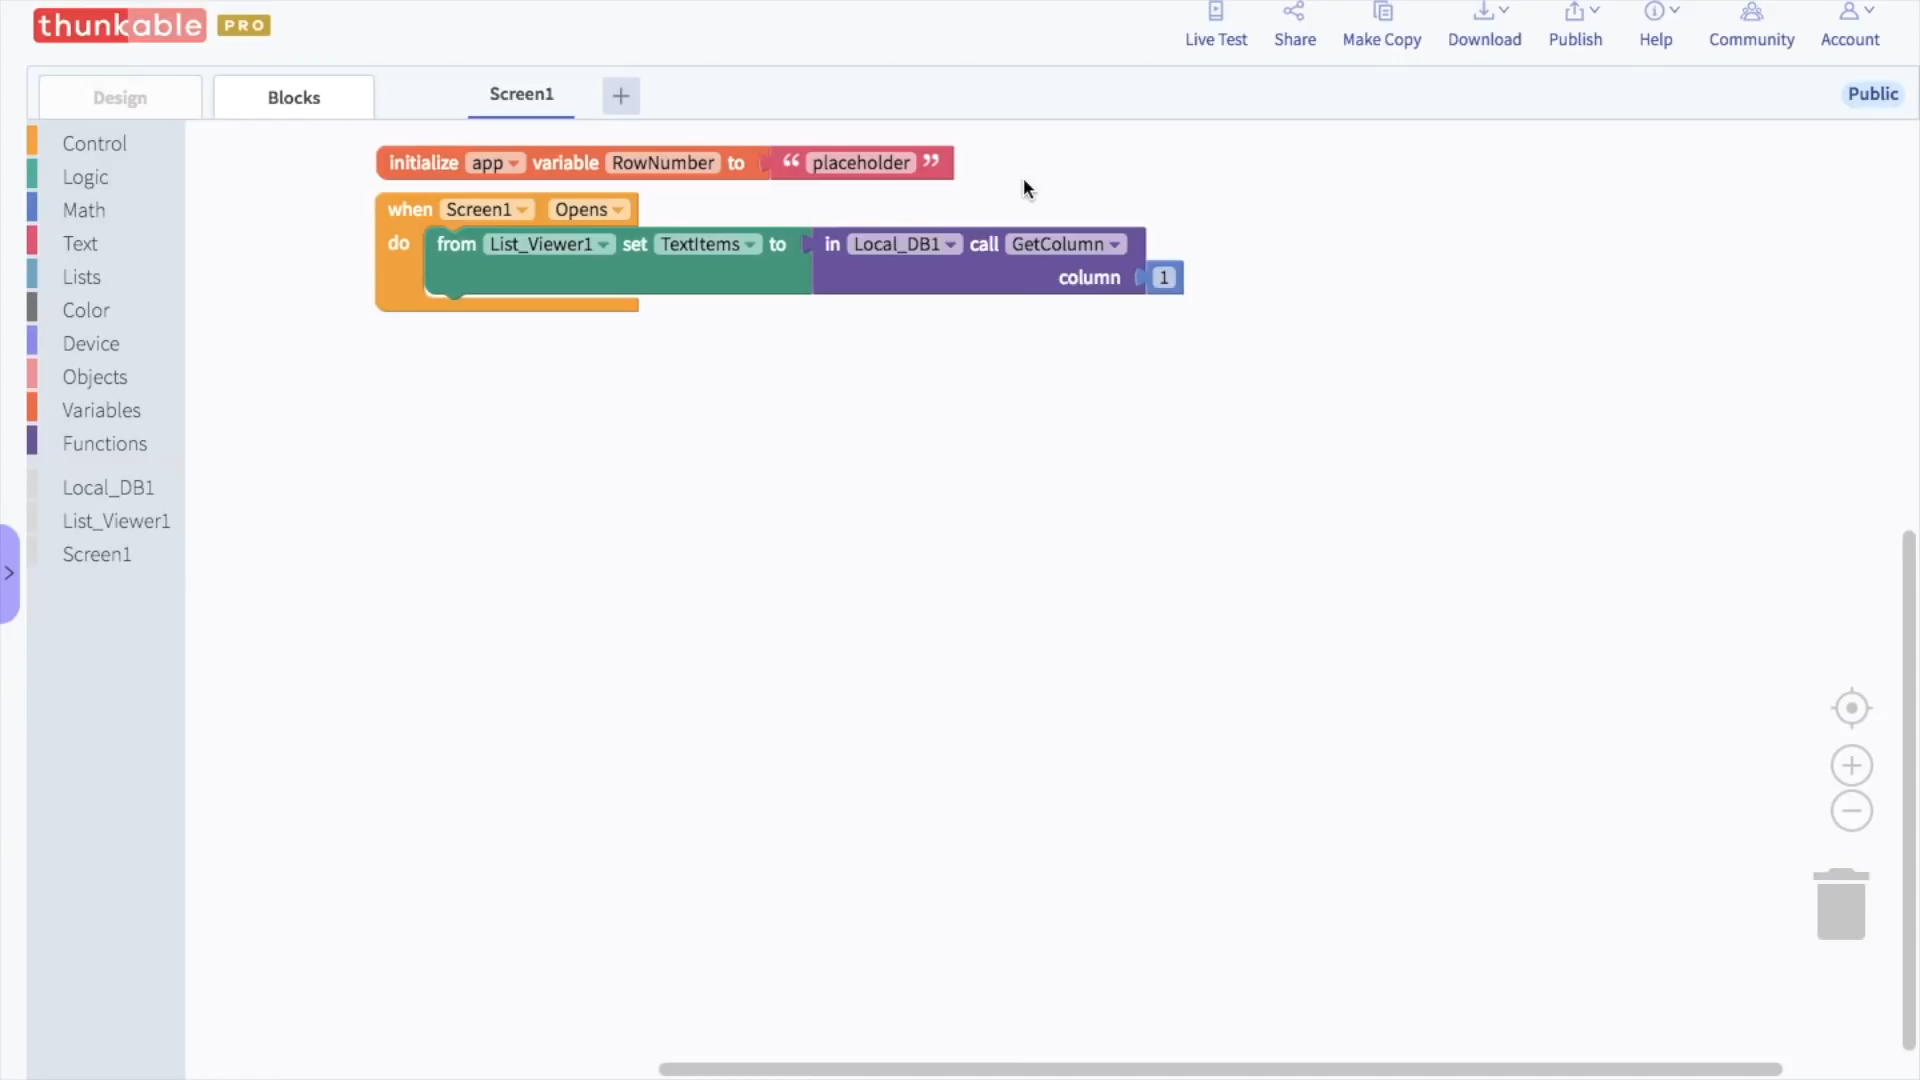 thunkable PRO
Live Test Share Make Copy Download Publish Help Community Account
Design Blocks Screen1 + Public
Control
Logic
Math
Text
Lists
Color
Device
Objects
Variables
Functions
Local_DB1
List_Viewer1
Screen1
initialize app variable RowNumber to “ placeholder ”
when Screen1 Opens
do from List_Viewer1 set TextItems to in Local_DB1 call GetColumn
column 1